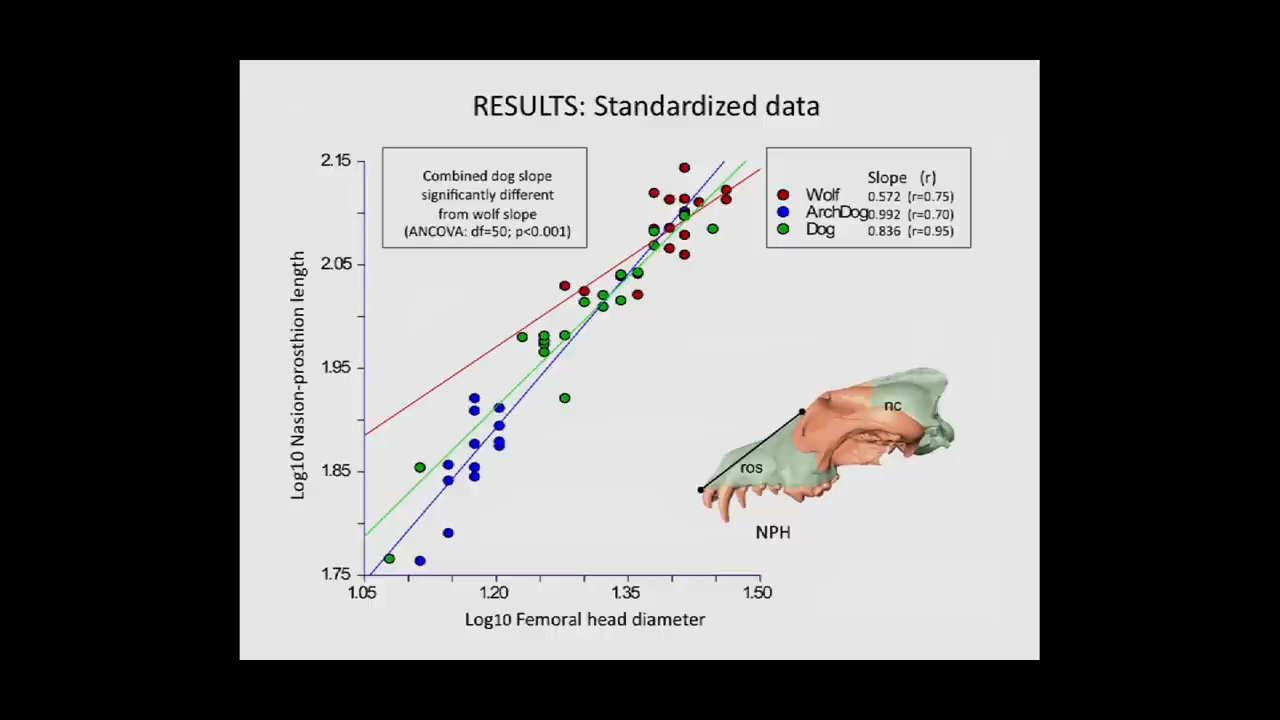 RESULTS: Standardized data
Combined dog slope
significantly different
from wolf slope
(ANCOVA: df=50; p<0.001)
Slope (r)
Wolf 0.572 (r=0.75)
ArchDog 0.992 (r=0.70)
Dog 0.836 (r=0.95)
Log10 Nasion-prosthion length
2.15
2.05
1.95
1.85
1.75
1.05
1.20
1.35
1.50
Log10 Femoral head diameter
nc
ros
NPH